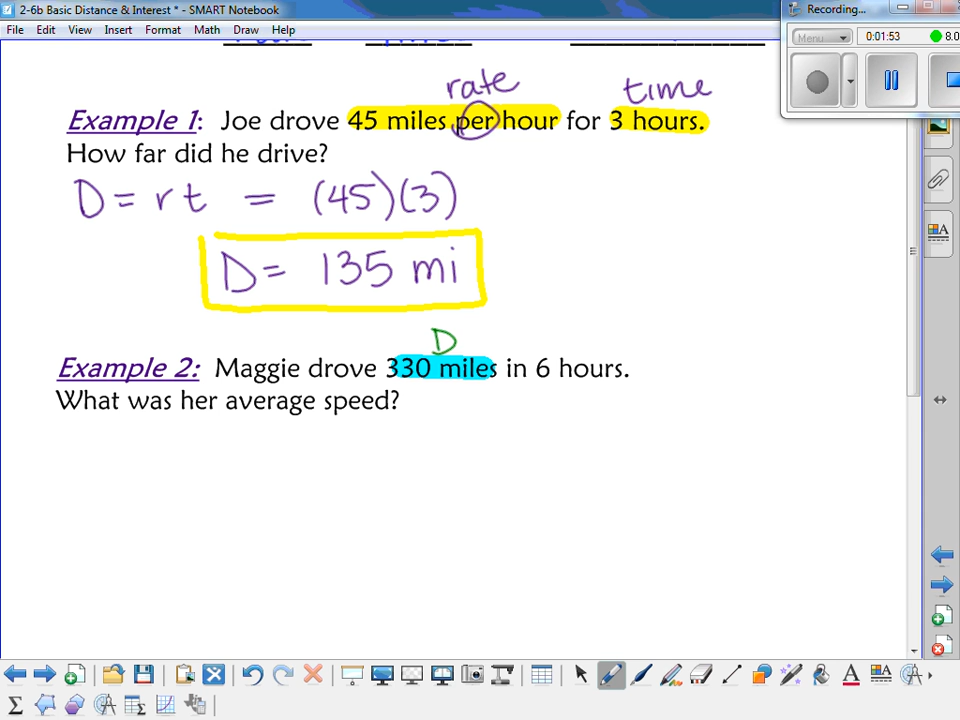 2-6b Basic Distance & Interest * - SMART Notebook
Recording...
File Edit View Insert Format Math Draw Help
Menu
0:01:53
8.0
rate time
Example 1: Joe drove 45 miles per hour for 3 hours.
How far did he drive?
D = r t = (45)(3)
D = 135 mi
D
Example 2: Maggie drove 330 miles in 6 hours.
What was her average speed?